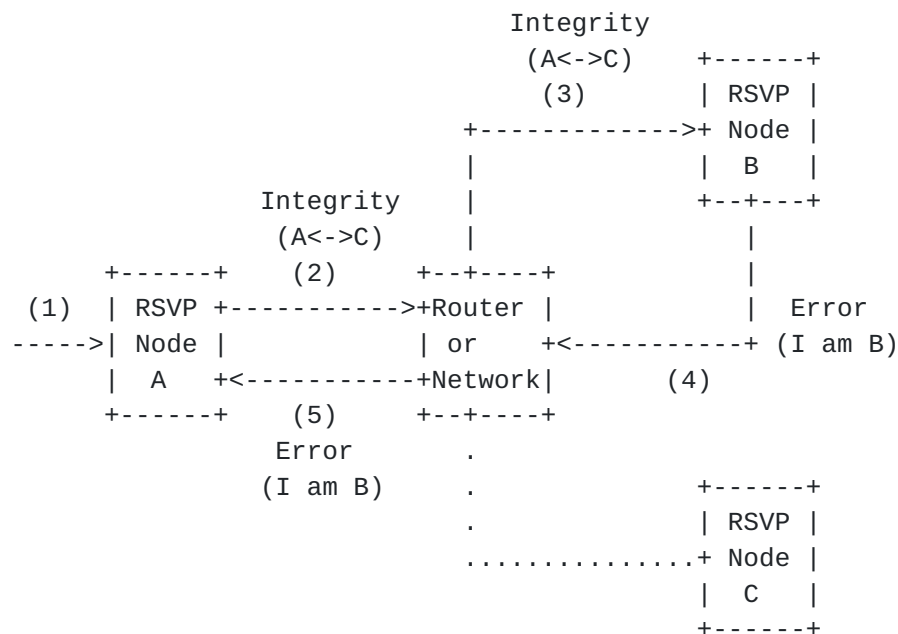 Integrity
                                  (A<->C)    +------+
                                   (3)       | RSVP |
                              +------------->+ Node |
                              |              |  B   |
                Integrity     |              +--+---+
                 (A<->C)      |                 |
      +------+    (2)      +--+----+            |
 (1)  | RSVP +----------->+Router  |            |  Error
----->| Node |            | or    +<-----------+ (I am B)
      |  A   +<-----------+Network|       (4)
      +------+    (5)      +--+----+
                 Error        .
                (I am B)      .              +------+
                              .              | RSVP |
                              ...............+ Node |
                                             |  C   |
                                             +------+